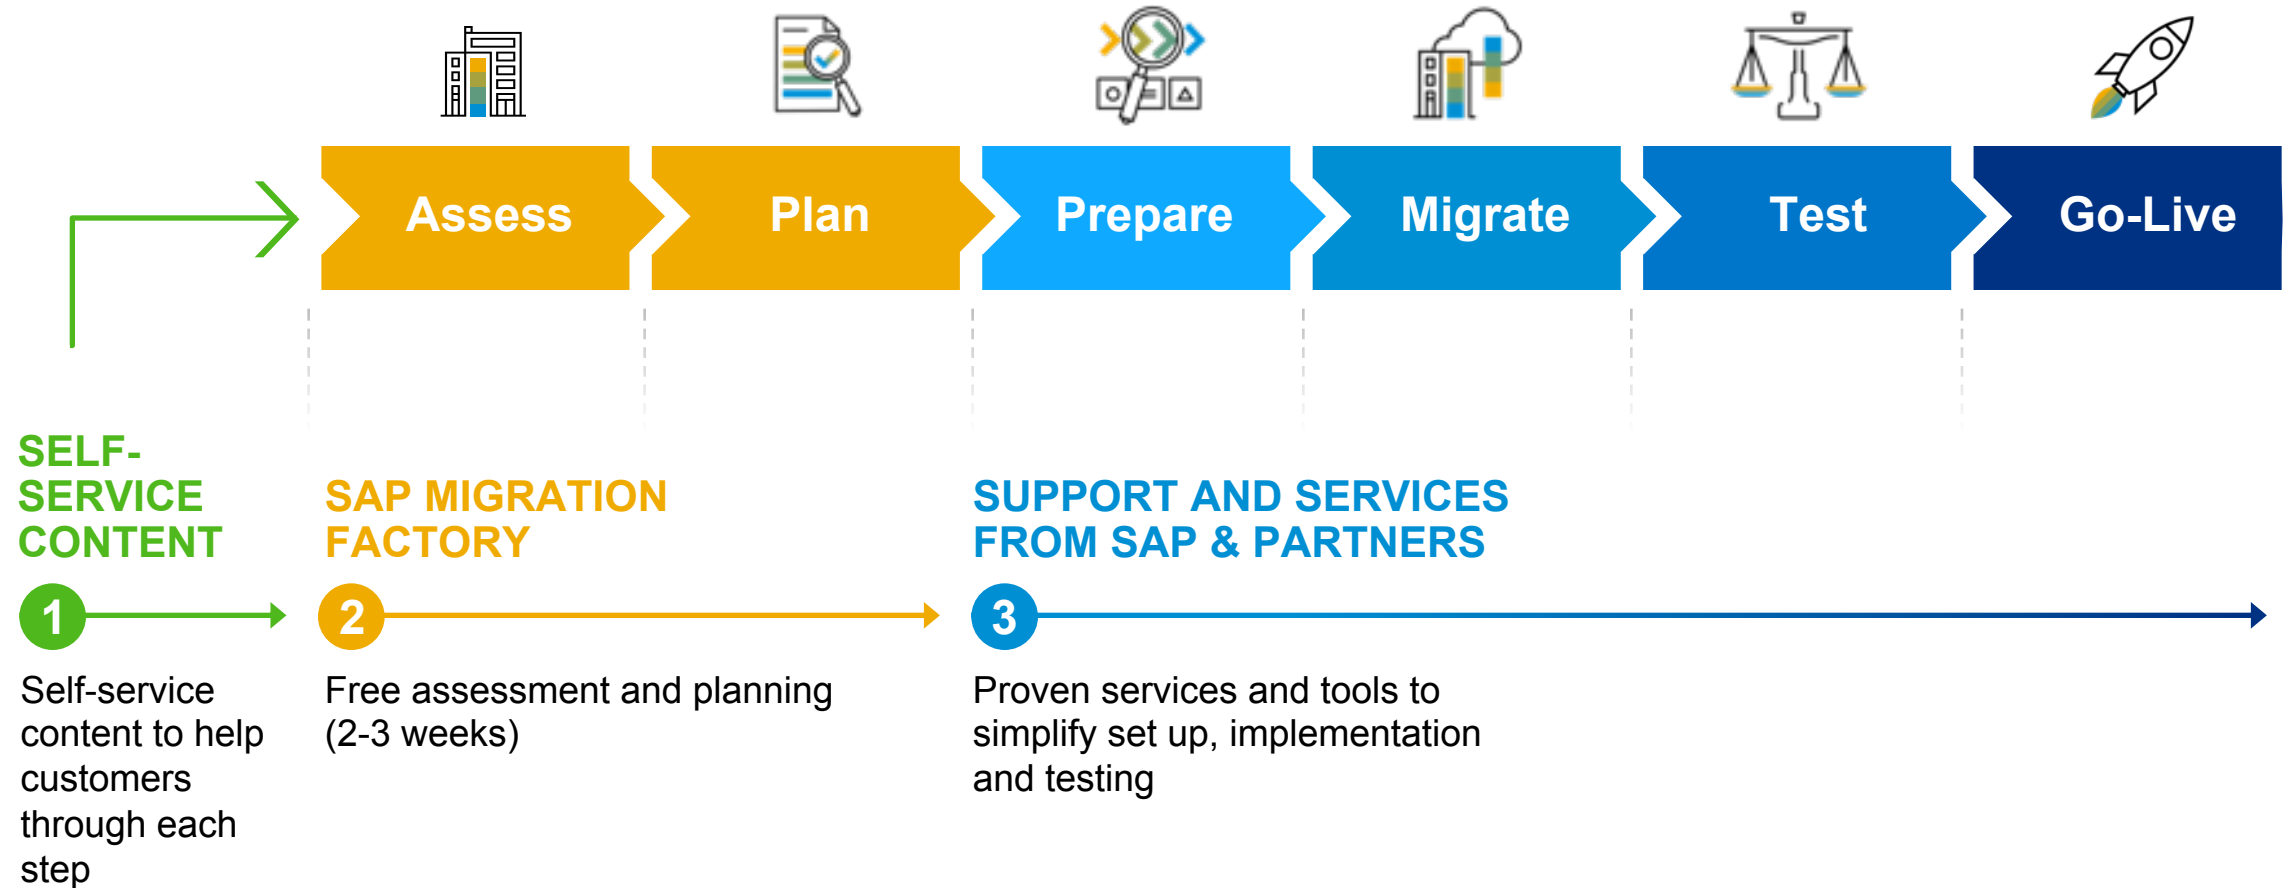 Assess
Plan
Prepare
Migrate
Test
Go-Live
SELF-
SERVICE
CONTENT
1
Self-service
content to help
customers
through each
step
SAP MIGRATION
FACTORY
2
Free assessment and planning
(2-3 weeks)
SUPPORT AND SERVICES
FROM SAP & PARTNERS
3
Proven services and tools to
simplify set up, implementation
and testing